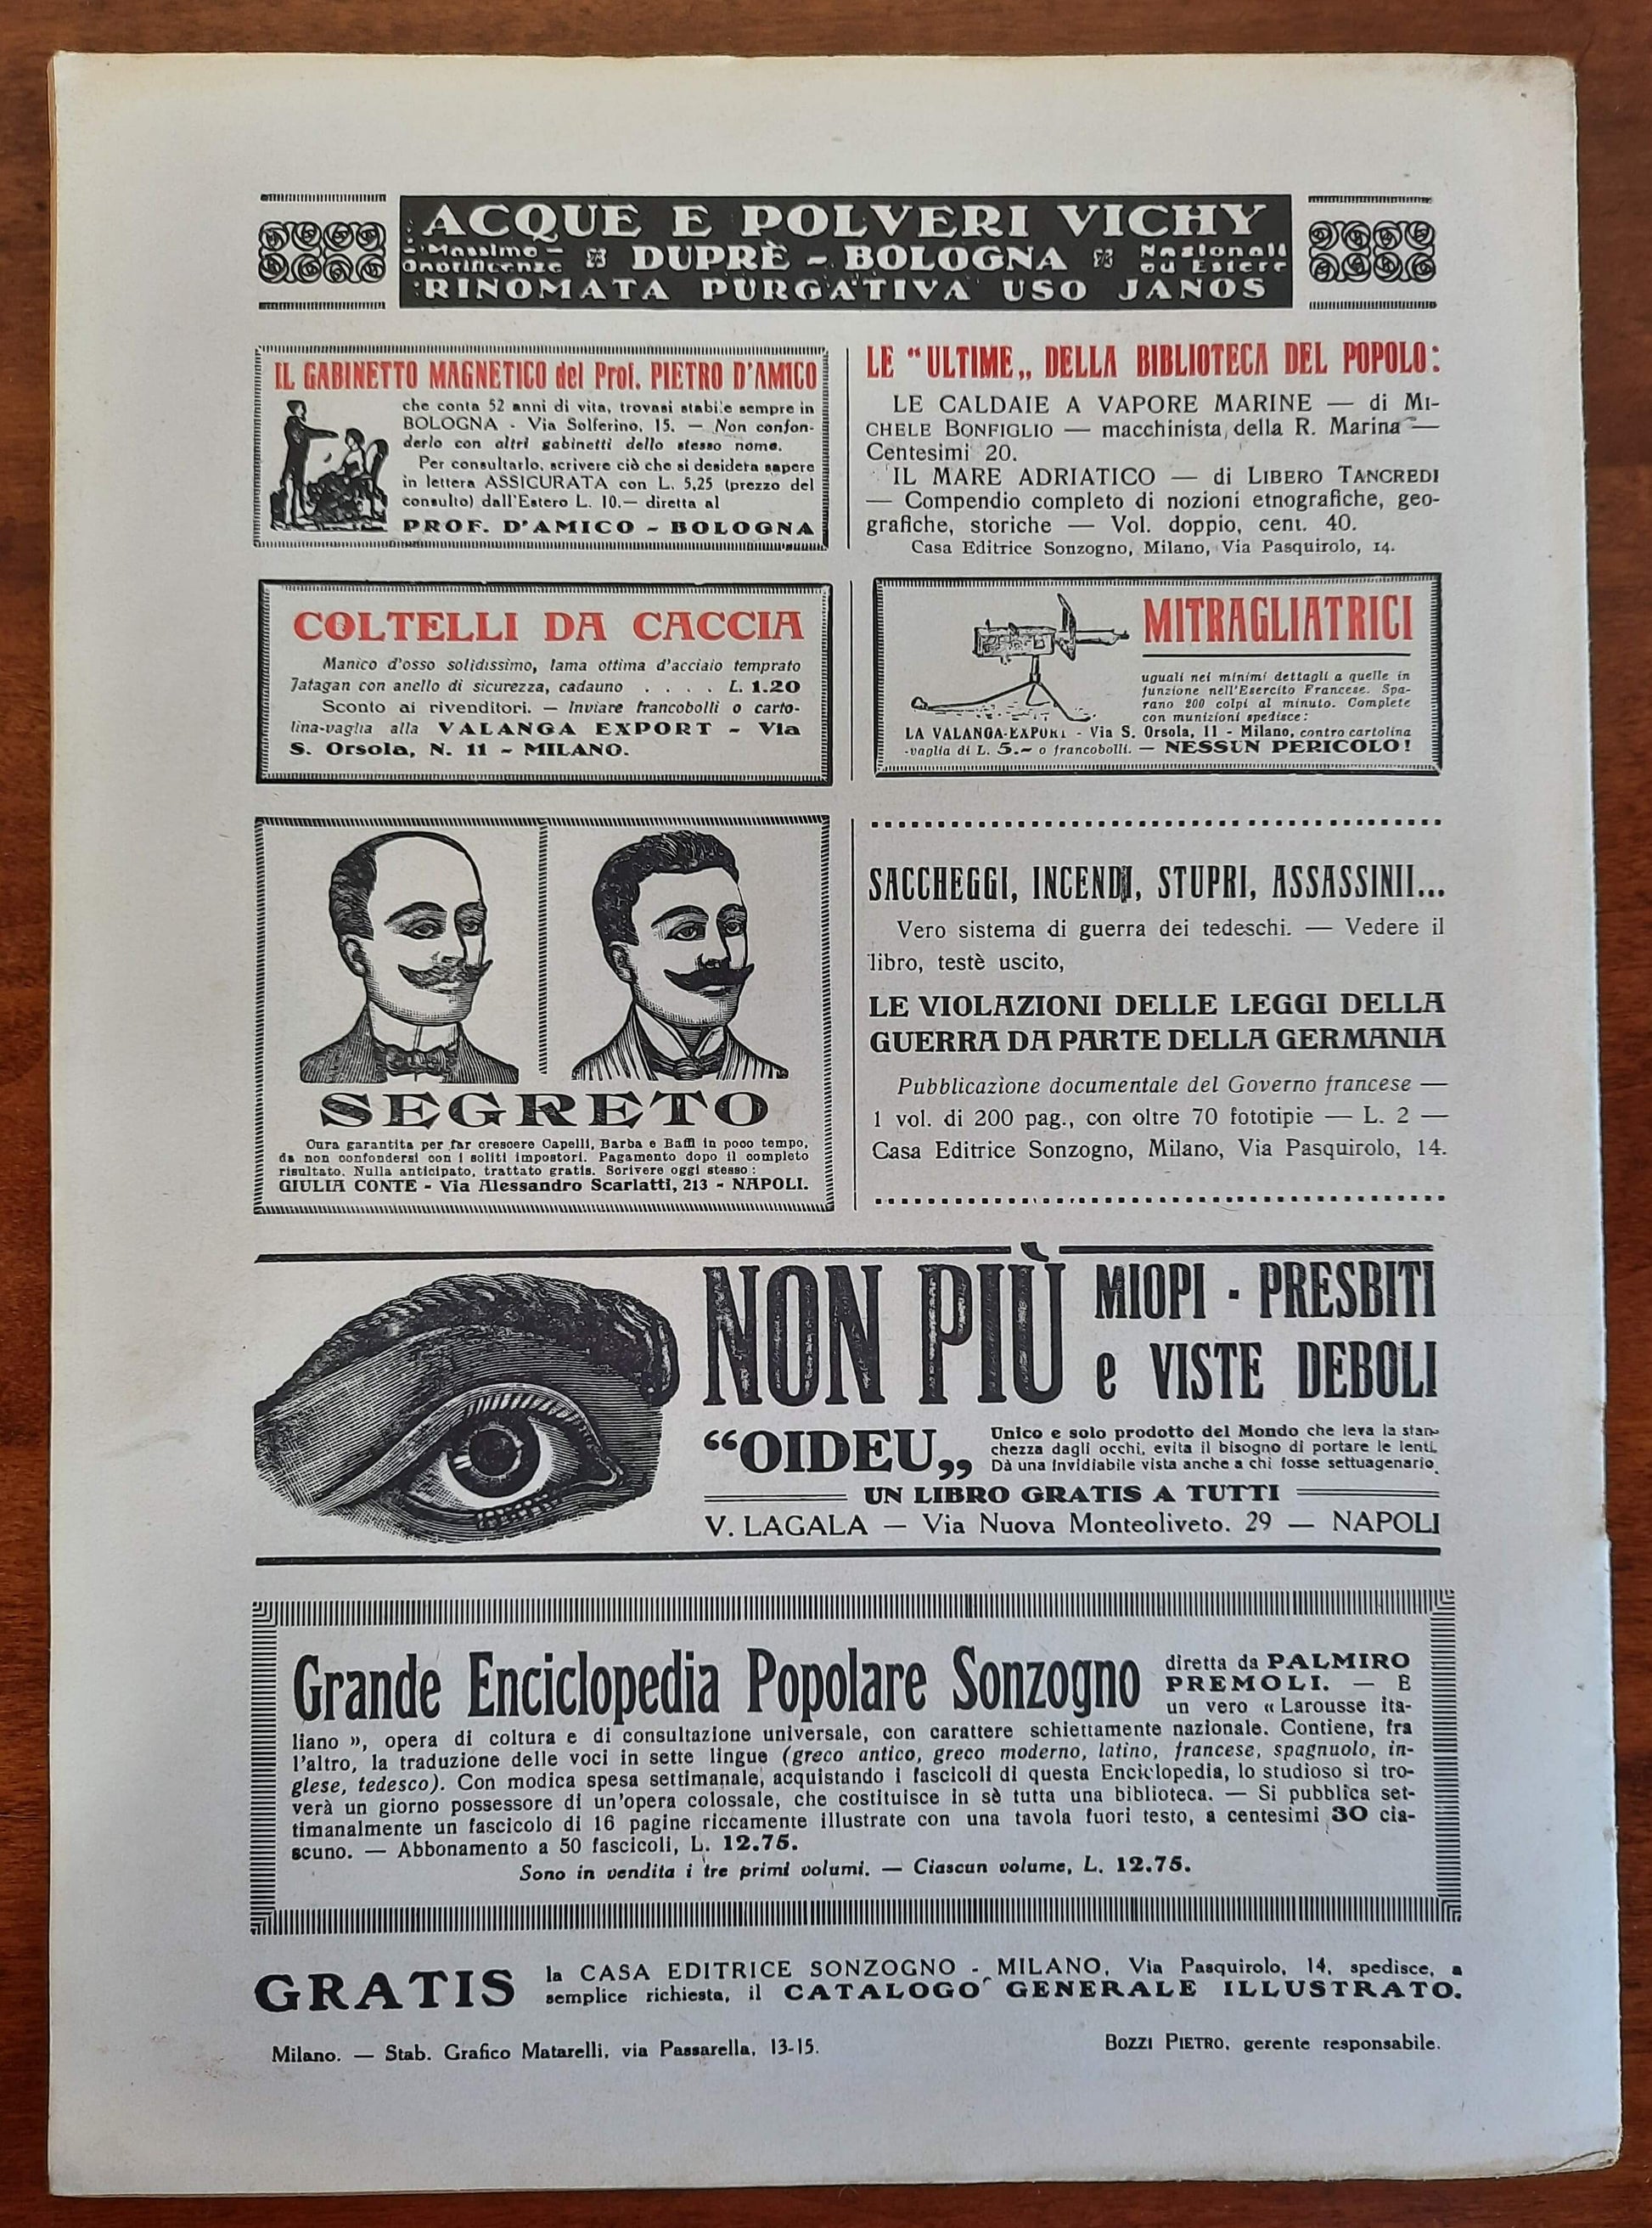 ACQUE E POLVERI VICHY
Massime Onorificenze
DUPRÈ - BOLOGNA
Nazionali ed Estere
RINOMATA PURGATIVA USO JANOS
IL GABINETTO MAGNETICO del Prof. PIETRO D'AMICO
che conta 52 anni di vita, trovasi stabile sempre in
BOLOGNA - Via Solferino, 15. — Non confon-
derlo con altri gabinetti dello stesso nome.
Per consultarlo, scrivere ciò che si desidera sapere
in lettera ASSICURATA con L. 5,25 (prezzo del
consulto) dall'Estero L. 10.— diretta al
PROF. D'AMICO - BOLOGNA
LE "ULTIME„ DELLA BIBLIOTECA DEL POPOLO:
LE CALDAIE A VAPORE MARINE — di MI-
CHELE BONFIGLIO — macchinista della R. Marina —
Centesimi 20.
IL MARE ADRIATICO — di LIBERO TANCREDI
— Compendio completo di nozioni etnografiche, geo-
grafiche, storiche — Vol. doppio, cent. 40.
Casa Editrice Sonzogno, Milano, Via Pasquirolo, 14.
COLTELLI DA CACCIA
Manico d'osso solidissimo, lama ottima d'acciaio temprato
Jatagan con anello di sicurezza, cadauno . . . . L. 1.20
Sconto ai rivenditori. — Inviare francobolli o carto-
lina-vaglia alla VALANGA EXPORT - Via
S. Orsola, N. 11 - MILANO.
MITRAGLIATRICI
uguali nei minimi dettagli a quelle in
funzione nell'Esercito Francese. Spa-
rano 200 colpi al minuto. Complete
con munizioni spedisce:
LA VALANGA-EXPORT - Via S. Orsola, 11 - Milano, contro cartolina
-vaglia di L. 5.- o francobolli. — NESSUN PERICOLO!
SEGRETO
Cura garantita per far crescere Capelli, Barba e Baffi in poco tempo,
da non confondersi con i soliti impostori. Pagamento dopo il completo
risultato. Nulla anticipato, trattato gratis. Scrivere oggi stesso:
GIULIA CONTE - Via Alessandro Scarlatti, 213 - NAPOLI.
SACCHEGGI, INCENDI, STUPRI, ASSASSINII...
Vero sistema di guerra dei tedeschi. — Vedere il
libro, testè uscito,
LE VIOLAZIONI DELLE LEGGI DELLA
GUERRA DA PARTE DELLA GERMANIA
Pubblicazione documentale del Governo francese —
1 vol. di 200 pag., con oltre 70 fototipie — L. 2 —
Casa Editrice Sonzogno, Milano, Via Pasquirolo, 14.
NON PIÙ MIOPI - PRESBITI
e VISTE DEBOLI
"OIDEU„
Unico e solo prodotto del Mondo che leva la stan-
chezza dagli occhi, evita il bisogno di portare le lenti.
Dà una invidiabile vista anche a chi fosse settuagenario.
UN LIBRO GRATIS A TUTTI
V. LAGALA — Via Nuova Monteoliveto. 29 — NAPOLI
Grande Enciclopedia Popolare Sonzogno diretta da PALMIRO
PREMOLI. — È
un vero « Larousse ita-
liano », opera di coltura e di consultazione universale, con carattere schiettamente nazionale. Contiene, fra
l'altro, la traduzione delle voci in sette lingue (greco antico, greco moderno, latino, francese, spagnuolo, in-
glese, tedesco). Con modica spesa settimanale, acquistando i fascicoli di questa Enciclopedia, lo studioso si tro-
verà un giorno possessore di un'opera colossale, che costituisce in sè tutta una biblioteca. — Si pubblica set-
timanalmente un fascicolo di 16 pagine riccamente illustrate con una tavola fuori testo, a centesimi 30 cia-
scuno. — Abbonamento a 50 fascicoli, L. 12.75.
Sono in vendita i tre primi volumi. — Ciascun volume, L. 12.75.
GRATIS la CASA EDITRICE SONZOGNO - MILANO, Via Pasquirolo, 14, spedisce, a
semplice richiesta, il CATALOGO GENERALE ILLUSTRATO.
Milano. — Stab. Grafico Matarelli, via Passarella, 13-15.
BOZZI PIETRO, gerente responsabile.